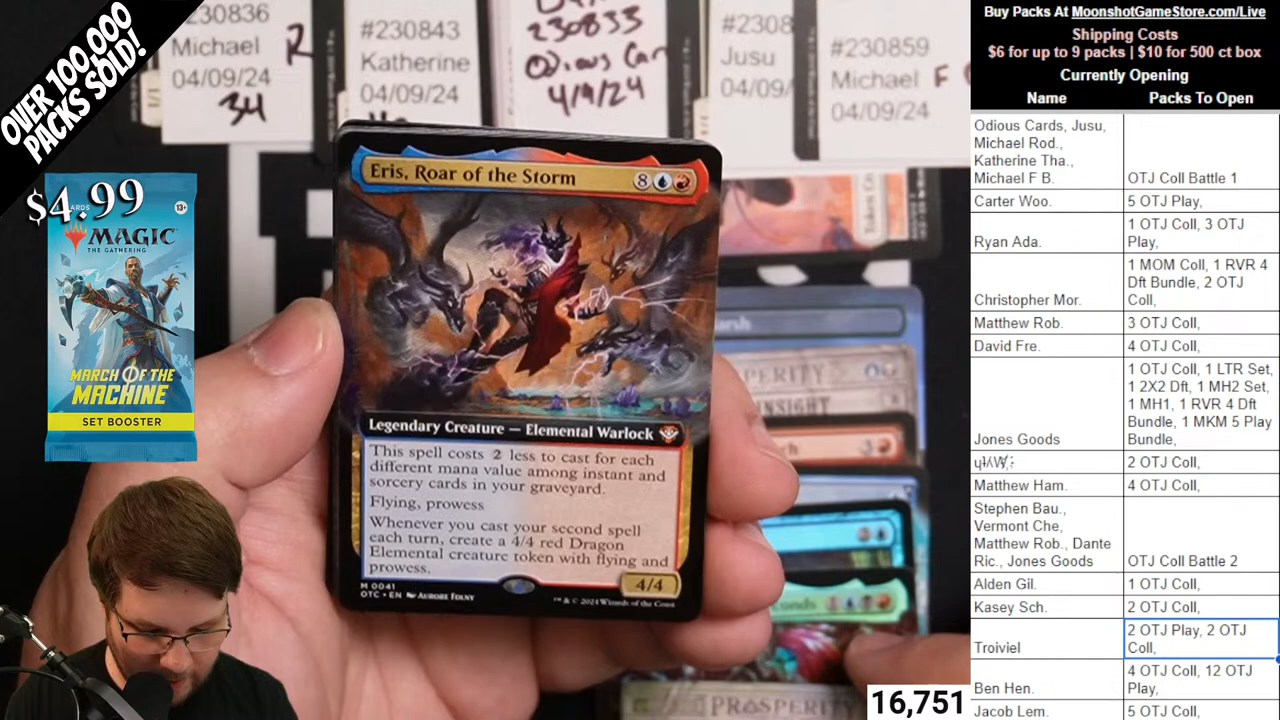 OVER 100,000
PACKS SOLD!
$4.99
MAGIC
THE GATHERING
13+
MARCH OF THE
MACHINE
SET BOOSTER
#230836
Michael R
04/09/24
34
#230843
Katherine
04/09/24
230833
Odious Car
4/9/24
#2308
Jusu
04/09/
#230859
Michael F
04/09/24
Eris, Roar of the Storm
8
Legendary Creature — Elemental Warlock
This spell costs 2 less to cast for each
different mana value among instant and
sorcery cards in your graveyard.
Flying, prowess
Whenever you cast your second spell
each turn, create a 4/4 red Dragon
Elemental creature token with flying and
prowess.
4/4
M 0041
OTC • EN Aurore Folny
™ & © 2024 Wizards of the Coast
PROSPERITY
16,751
Buy Packs At MoonshotGameStore.com/Live
Shipping Costs
$6 for up to 9 packs | $10 for 500 ct box
Currently Opening
Name Packs To Open
Odious Cards, Jusu,
Michael Rod.,
Katherine Tha.,
Michael F B. OTJ Coll Battle 1
Carter Woo. 5 OTJ Play,
Ryan Ada. 1 OTJ Coll, 3 OTJ
Play,
Christopher Mor. 1 MOM Coll, 1 RVR 4
Dft Bundle, 2 OTJ
Coll,
Matthew Rob. 3 OTJ Coll,
David Fre. 4 OTJ Coll,
Jones Goods 1 OTJ Coll, 1 LTR Set,
1 2X2 Dft, 1 MH2 Set,
1 MH1, 1 RVR 4 Dft
Bundle, 1 MKM 5 Play
Bundle,
2 OTJ Coll,
Matthew Ham. 4 OTJ Coll,
Stephen Bau.,
Vermont Che,
Matthew Rob., Dante
Ric., Jones Goods OTJ Coll Battle 2
Alden Gil. 1 OTJ Coll,
Kasey Sch. 2 OTJ Coll,
Troiviel 2 OTJ Play, 2 OTJ
Coll,
Ben Hen. 4 OTJ Coll, 12 OTJ
Play,
Jacob Lem. 5 OTJ Coll,